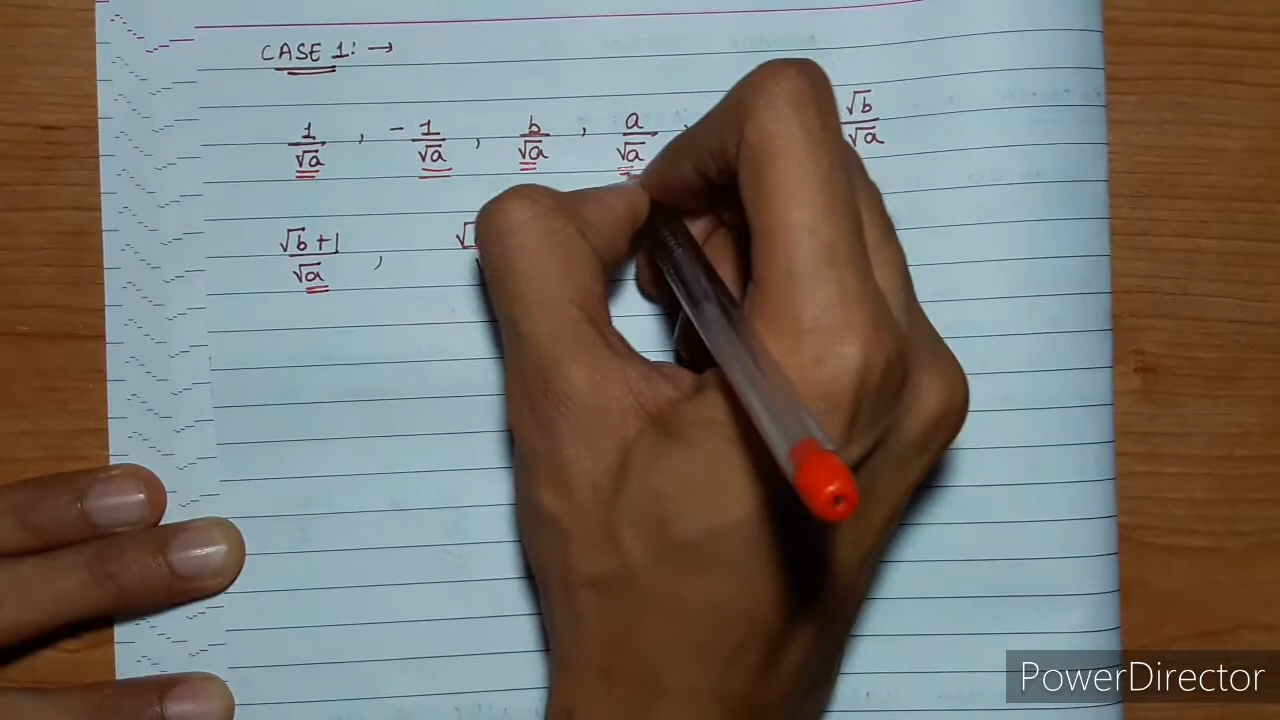 CASE 1: →
1/√a , -1/√a , b/√a , a/√a , √b/√a
√b+1/√a ,
PowerDirector